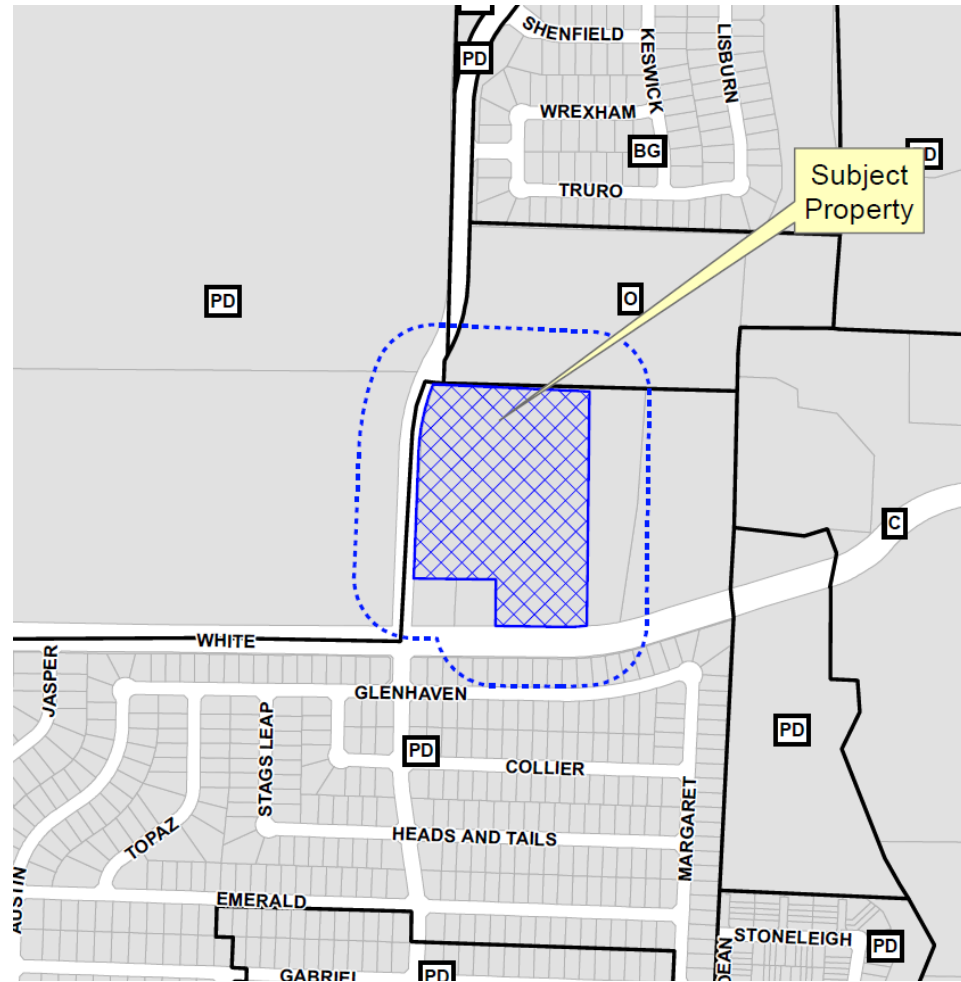 SHENFIELD
KESWICK
LISBURN
PD
WREXHAM
BG
TRURO
Subject
Property
PD
O
C
WHITE
JASPER
GLENHAVEN
STAGS LEAP
PD
COLLIER
PD
MARGARET
TOPAZ
HEADS AND TAILS
AUSTIN
EMERALD
STONELEIGH
PD
DEAN
GABRIEL
PD